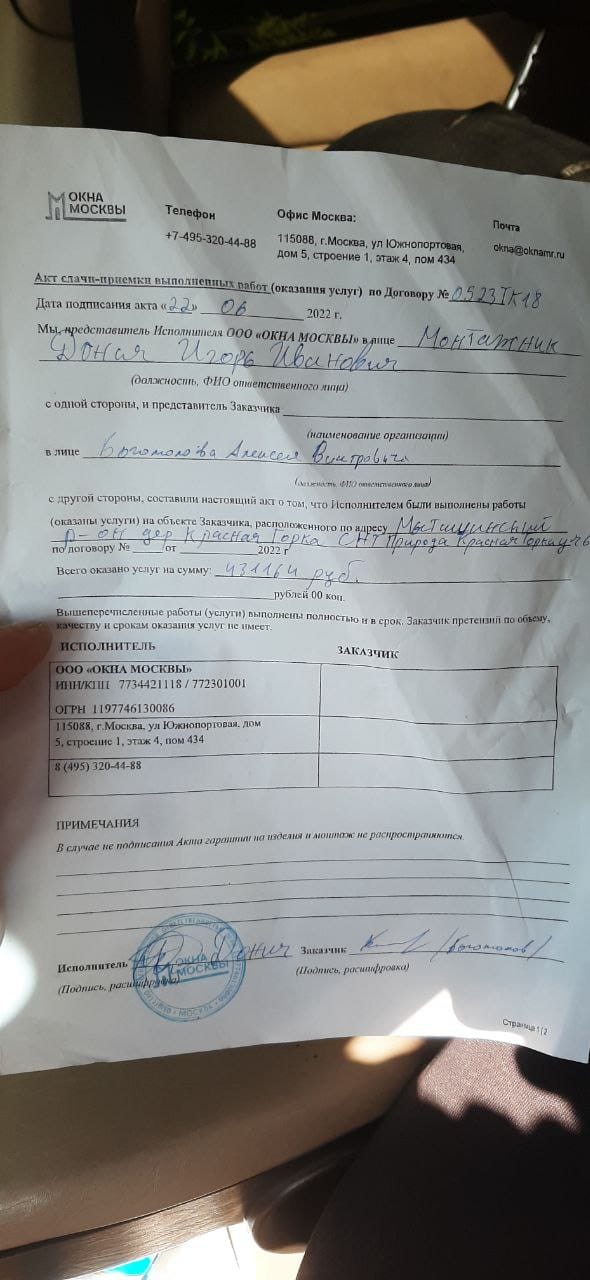 ОКНА
МОСКВЫ
Телефон
+7-495-320-44-88
Офис Москва:
115088, г.Москва, ул Южнопортовая,
дом 5, строение 1, этаж 4, пом 434
Почта
okna@oknamr.ru
Акт сдачи-приемки выполненных работ (оказания услуг) по Договору № 0523IK18
Дата подписания акта «22» 06 2022 г.
Мы, представитель Исполнителя ООО «ОКНА МОСКВЫ» в лице Монтажник
Игорь Иванович
(должность, ФИО ответственного лица)
с одной стороны, и представитель Заказчика
(наименование организации)
в лице Богомолова Алексея
(должность, ФИО ответственного лица)
с другой стороны, составили настоящий акт о том, что Исполнителем были выполнены работы
(оказаны услуги) на объекте Заказчика, расположенного по адресу Мытищинский
р-он дер Красная Горка СНТ Природа Красная Горка
по договору № от 2022 г
Всего оказано услуг на сумму: 431164 руб.
рублей 00 коп.
Вышеперечисленные работы (услуги) выполнены полностью и в срок. Заказчик претензий по объему,
качеству и срокам оказания услуг не имеет.
ИСПОЛНИТЕЛЬ ЗАКАЗЧИК
ООО «ОКНА МОСКВЫ»
ИНН/КПП 7734421118 / 772301001
ОГРН 1197746130086
115088, г.Москва, ул Южнопортовая, дом
5, строение 1, этаж 4, пом 434
8 (495) 320-44-88
ПРИМЕЧАНИЯ
В случае не подписания Акта гарантии на изделия и монтаж не распространяются.
Исполнитель Заказчик
(Подпись, расшифровка) (Подпись, расшифровка)
ОКНА
МОСКВЫ
МОСКВА
Страница 1|2